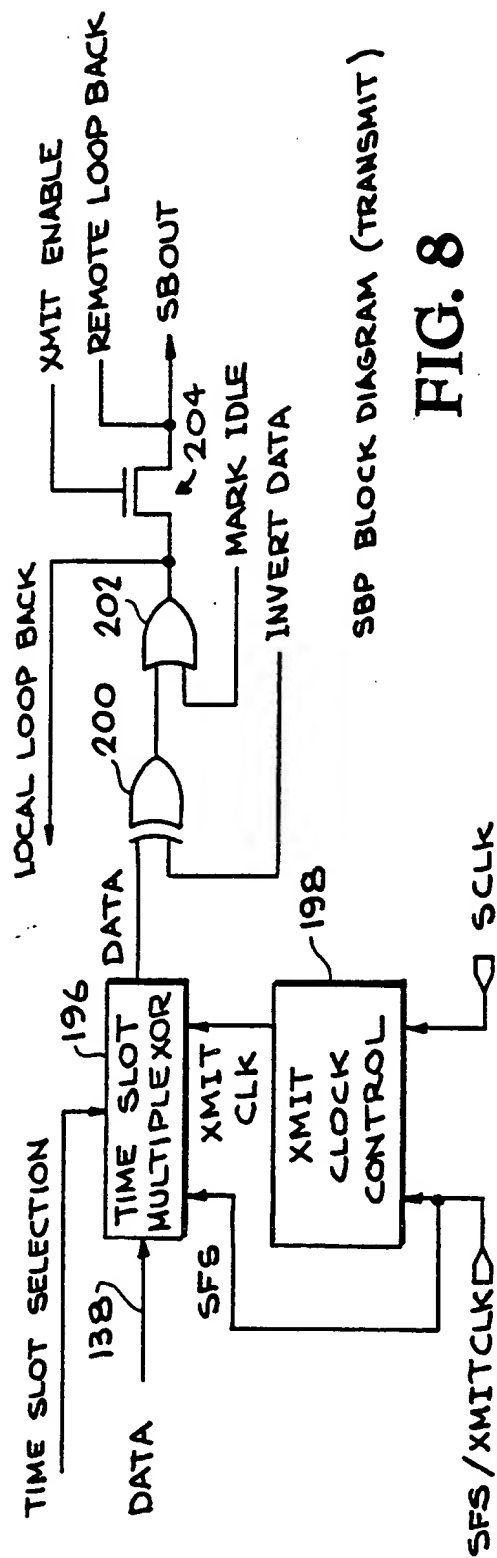 TIME SLOT SELECTION
DATA
138
196
TIME SLOT
MULTIPLEXOR
DATA
SFS
XMIT
CLK
198
XMIT
CLOCK
CONTROL
SFS/XMITCLK
SCLK
LOCAL LOOP BACK
200
202
204
XMIT ENABLE
REMOTE LOOP BACK
SBOUT
MARK IDLE
INVERT DATA
SBP BLOCK DIAGRAM (TRANSMIT)
FIG. 8